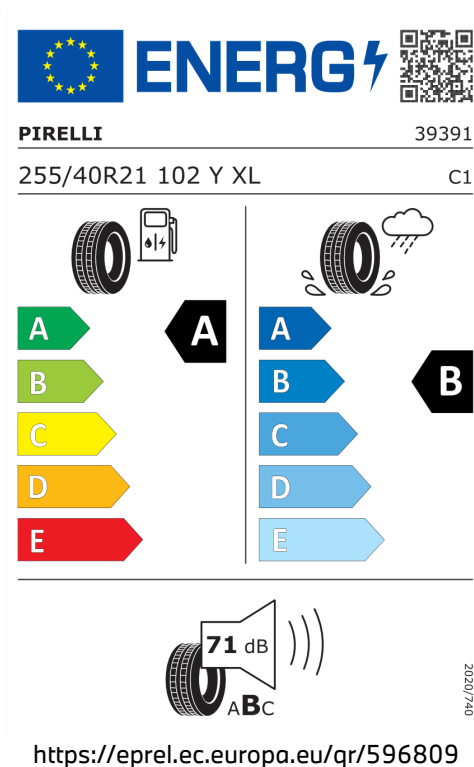 ENERG
PIRELLI 39391
255/40R21 102 Y XL C1
A A A
B B B
C C
D D
E E
71 dB
ABC
2020/740
https://eprel.ec.europa.eu/qr/596809